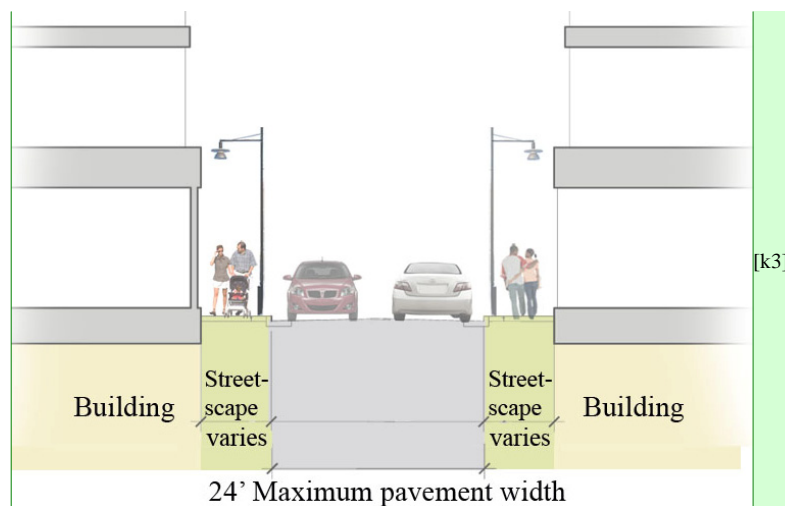 [k3]
Building
Street-
scape
varies
Street-
scape
varies
Building
24’ Maximum pavement width